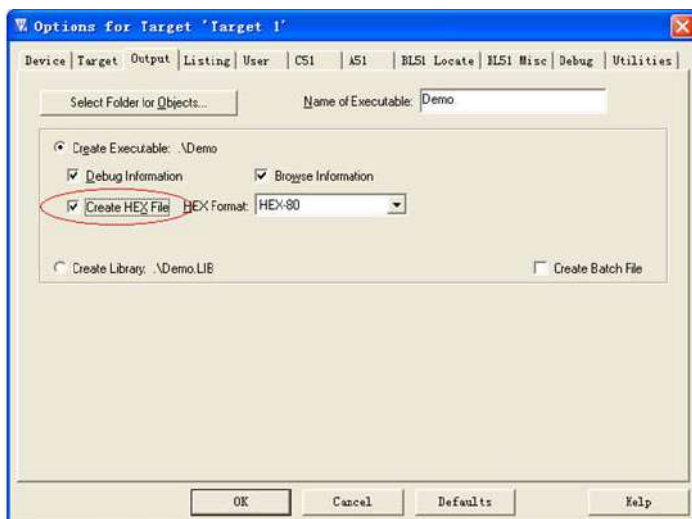 Options for Target 'Target 1'
Device Target Output Listing User C51 A51 BL51 Locate BL51 Misc Debug Utilities
Select Folder for Objects... Name of Executable: Demo
Create Executable: .\Demo
Debug Information Browse Information
Create HEX File HEX Format: HEX-80
Create Library: .\Demo.LIB Create Batch File
OK Cancel Defaults Help